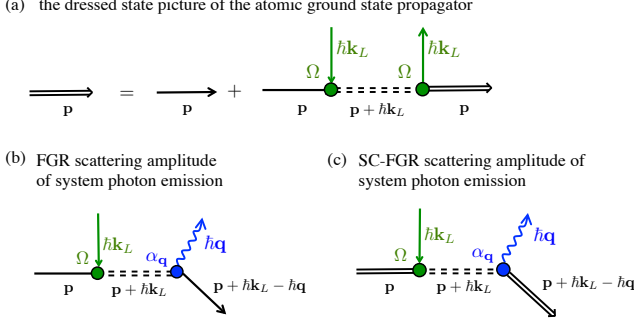 (a) the dressed state picture of the atomic ground state propagator
ħk_L ħk_L
Ω Ω
= +
p p p p + ħk_L p
(b) FGR scattering amplitude
of system photon emission
ħk_L ħq
Ω α_q
p p + ħk_L p + ħk_L − ħq
(c) SC-FGR scattering amplitude of
system photon emission
ħk_L ħq
Ω α_q
p p + ħk_L p + ħk_L − ħq